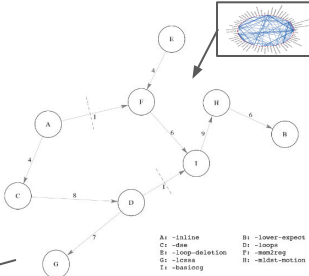 E
4
A
1
F
H
6
B
4
6
9
I
C
8
D
1
7
G
A: -inline B: -lower-expect
C: -dse D: -loops
E: -loop-deletion F: -mem2reg
G: -lcssa H: -mldst-motion
I: -basiccg